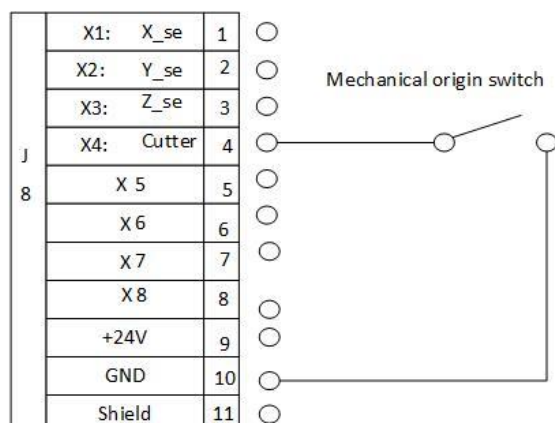 X1: X_se 1
X2: Y_se 2
Mechanical origin switch
X3: Z_se 3
X4: Cutter 4
J
8
X 5 5
X 6 6
X 7 7
X 8 8
+24V 9
GND 10
Shield 11